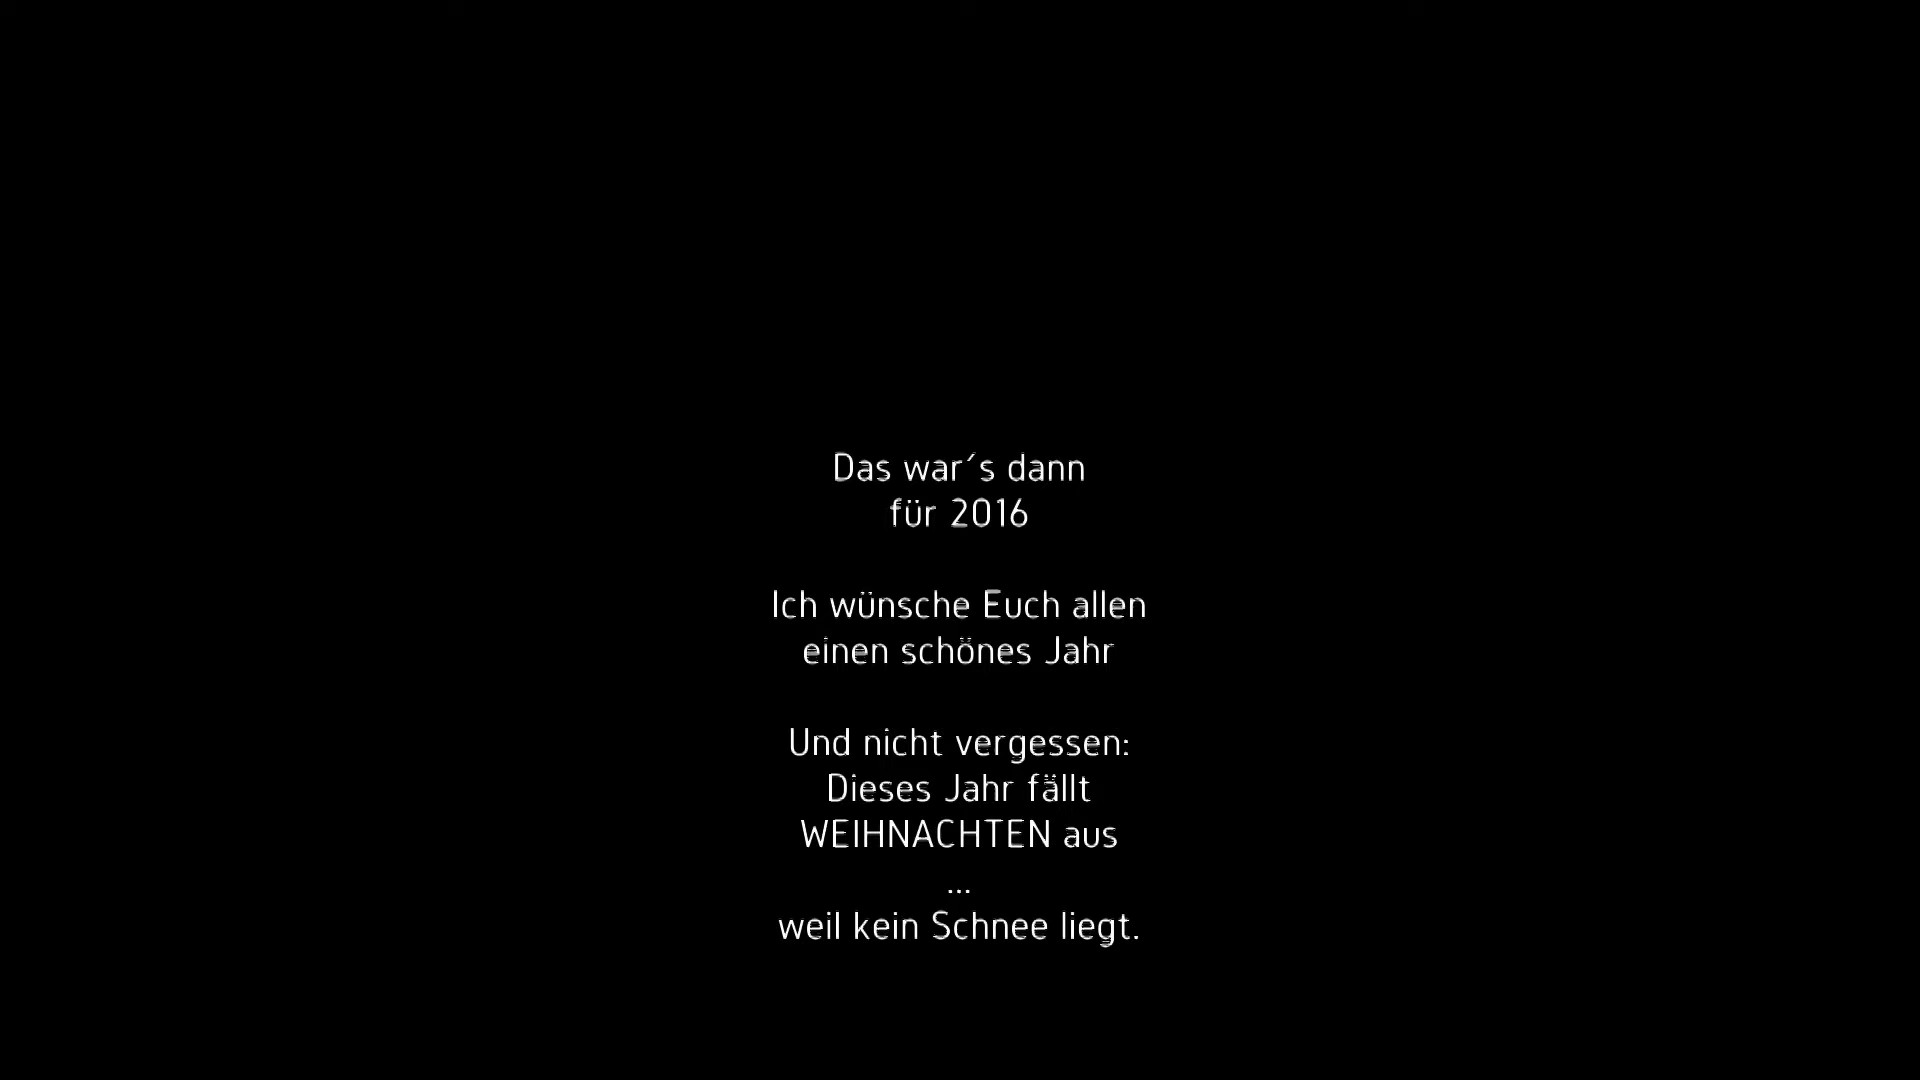 Das war´s dann
für 2016
Ich wünsche Euch allen
einen schönes Jahr
Und nicht vergessen:
Dieses Jahr fällt
WEIHNACHTEN aus
...
weil kein Schnee liegt.